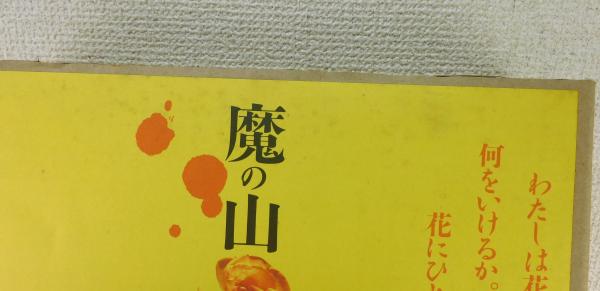 わたしは花
何をいけるか。
花にひ
魔の山